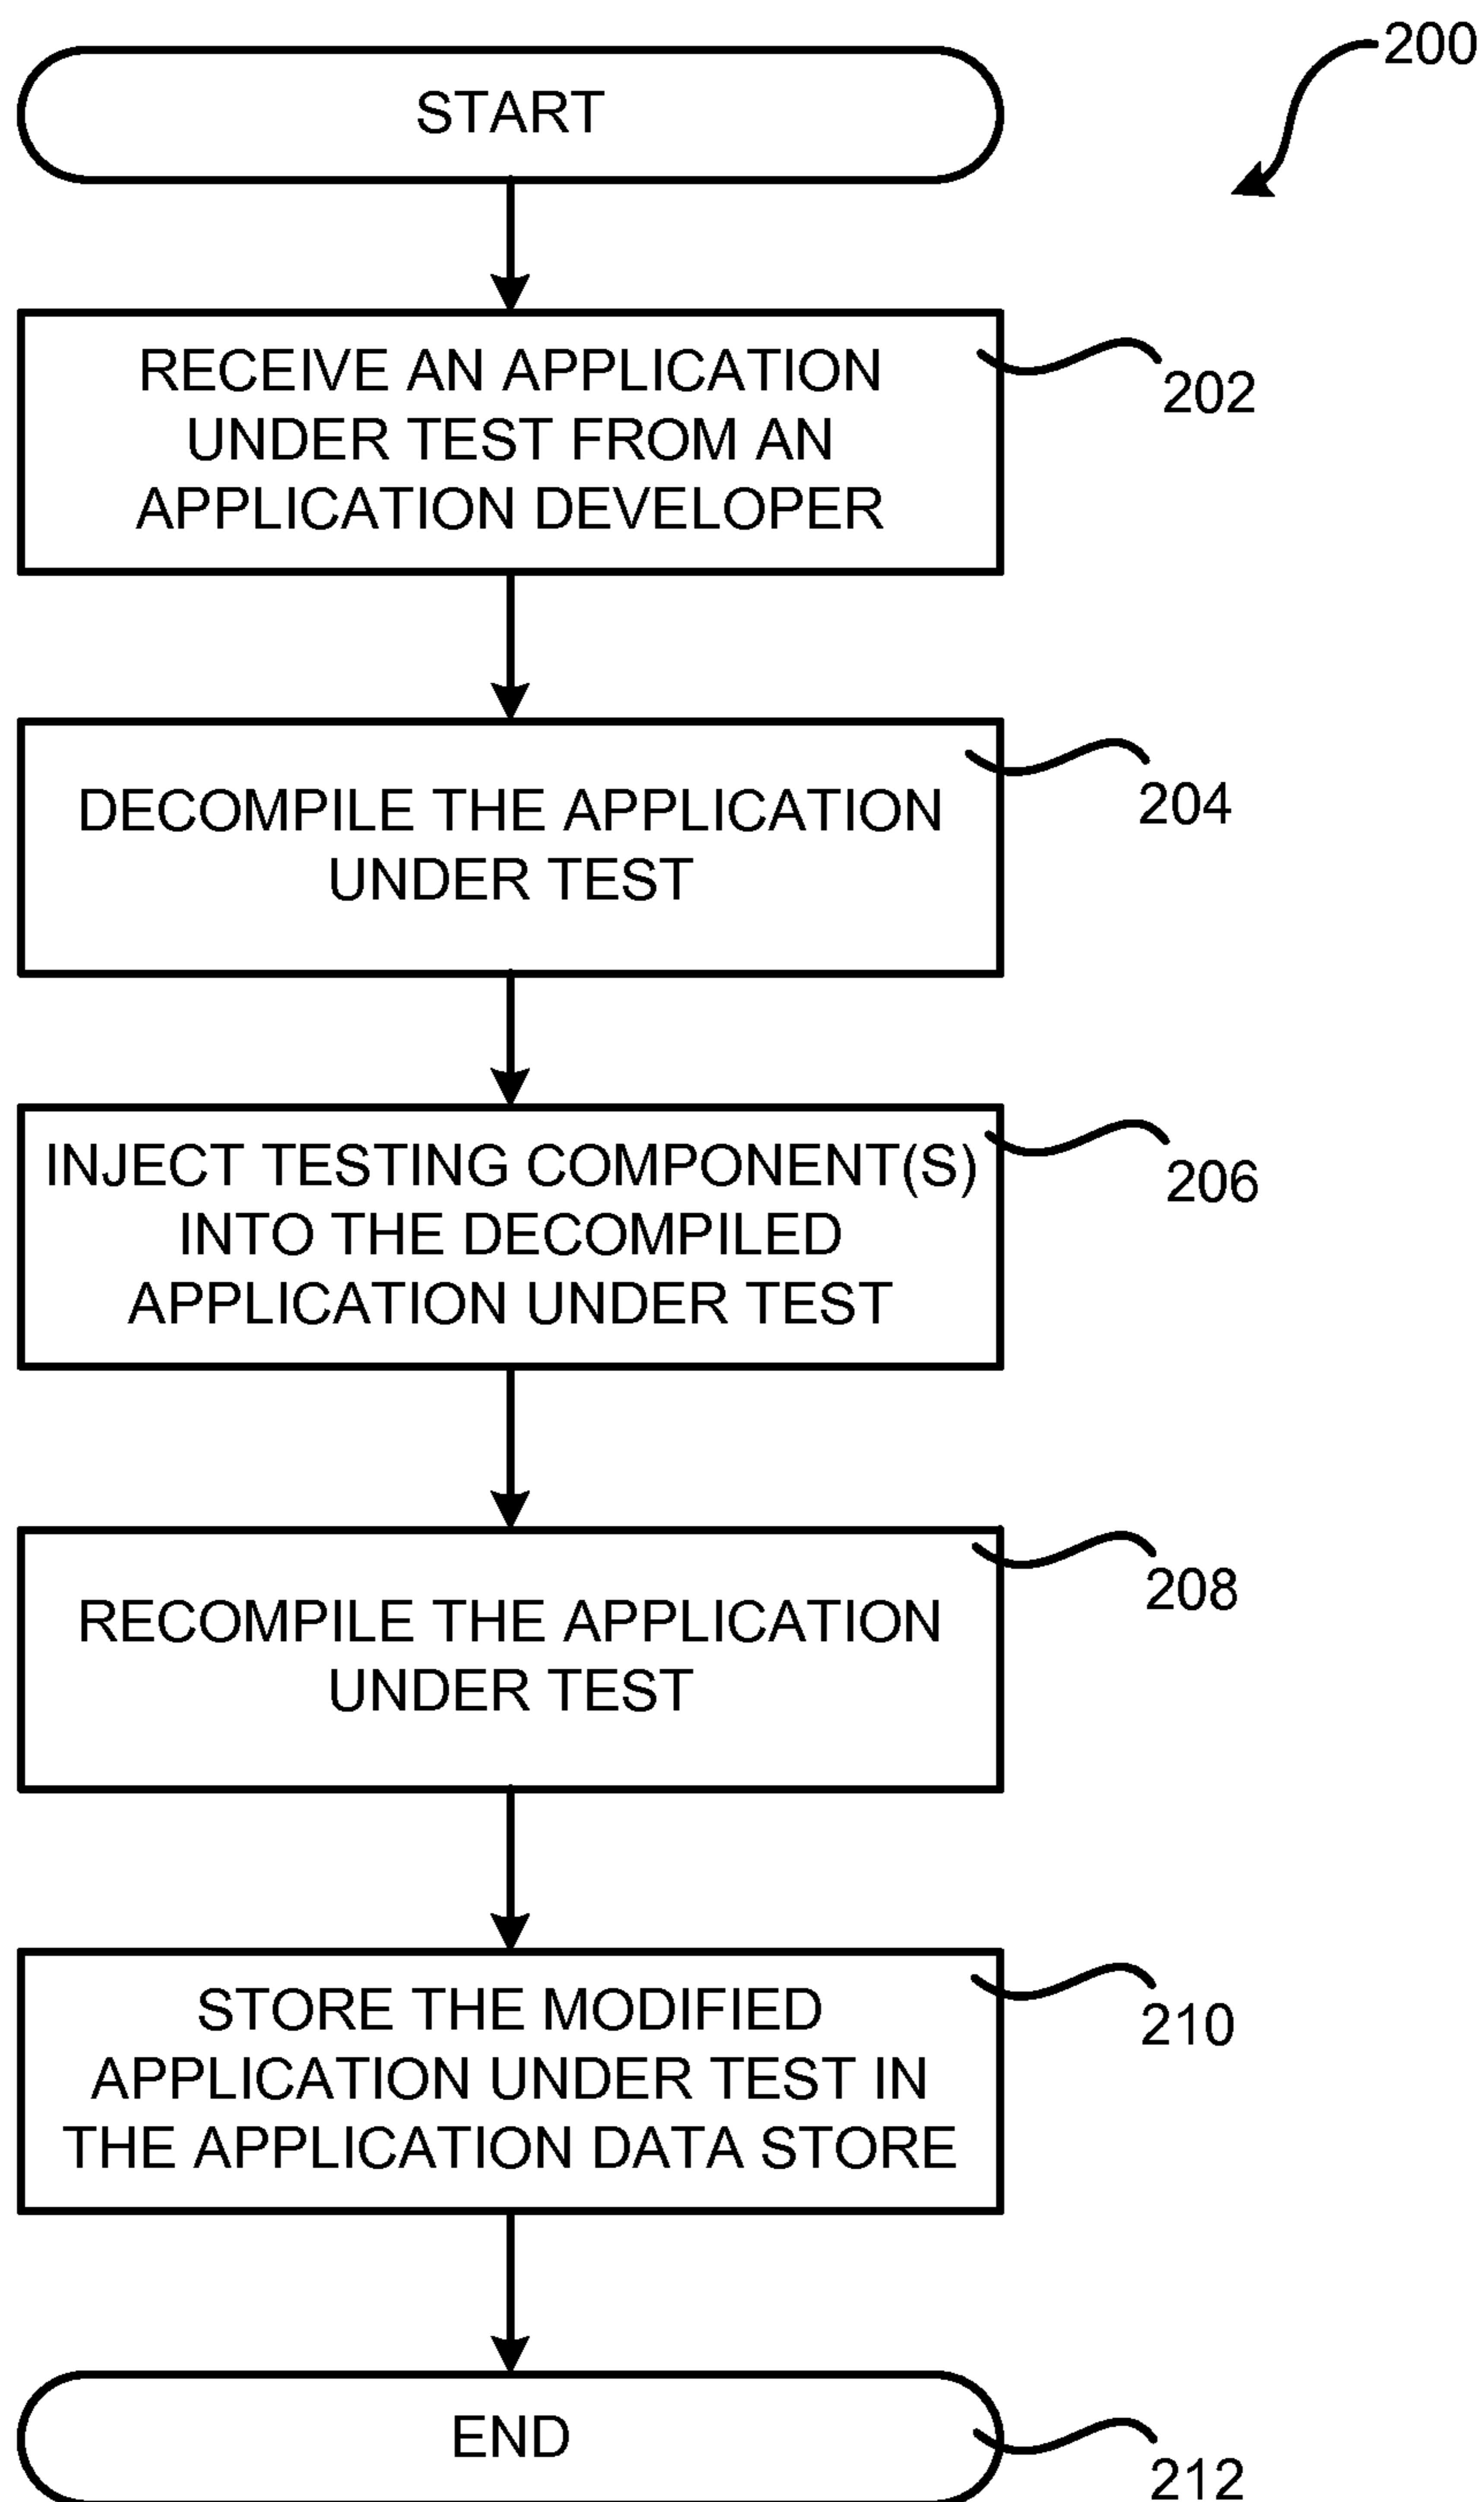 200
START
RECEIVE AN APPLICATION
UNDER TEST FROM AN
APPLICATION DEVELOPER
202
DECOMPILE THE APPLICATION
UNDER TEST
204
INJECT TESTING COMPONENT(S)
INTO THE DECOMPILED
APPLICATION UNDER TEST
206
RECOMPILE THE APPLICATION
UNDER TEST
208
STORE THE MODIFIED
APPLICATION UNDER TEST IN
THE APPLICATION DATA STORE
210
END
212